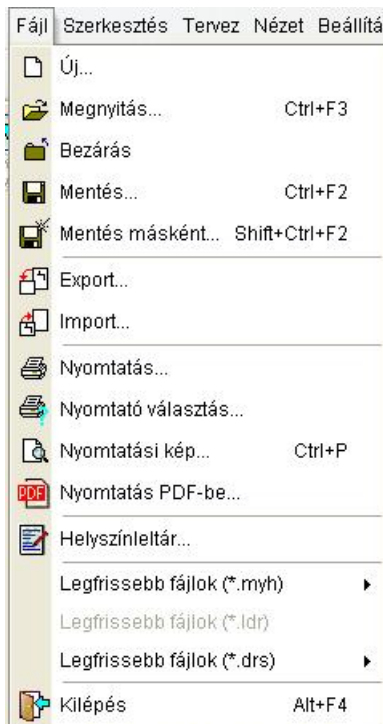 Fájl Szerkesztés Tervez Nézet Beállítá
Új...
Megnyitás... Ctrl+F3
Bezárás
Mentés... Ctrl+F2
Mentés másként... Shift+Ctrl+F2
Export...
Import...
Nyomtatás...
Nyomtató választás...
Nyomtatási kép... Ctrl+P
PDF Nyomtatás PDF-be...
Helyszínleltár...
Legfrissebb fájlok (*.myh)
Legfrissebb fájlok (*.ldr)
Legfrissebb fájlok (*.drs)
Kilépés Alt+F4